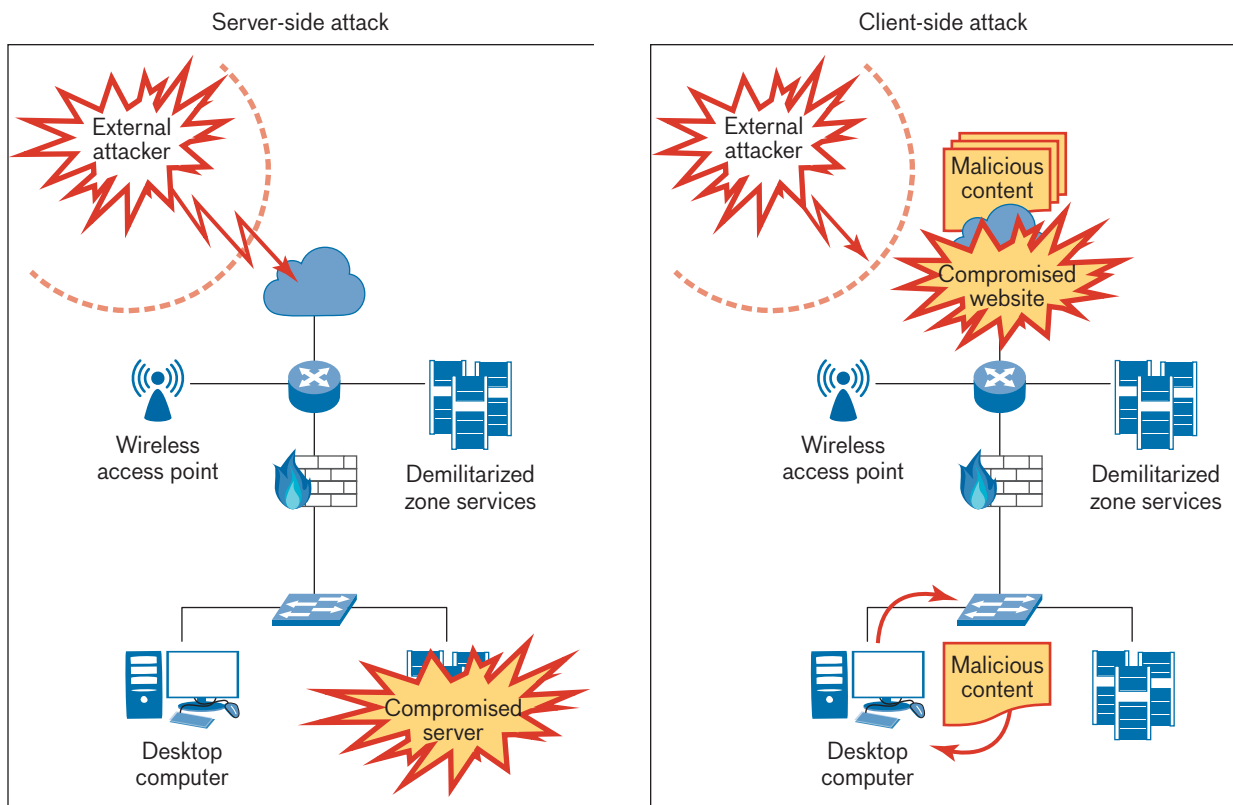 Server-side attack
External
attacker
Wireless
access point
Demilitarized
zone services
Compromised
server
Desktop
computer
Client-side attack
External
attacker
Malicious
content
Compromised
website
Wireless
access point
Demilitarized
zone services
Malicious
content
Desktop
computer